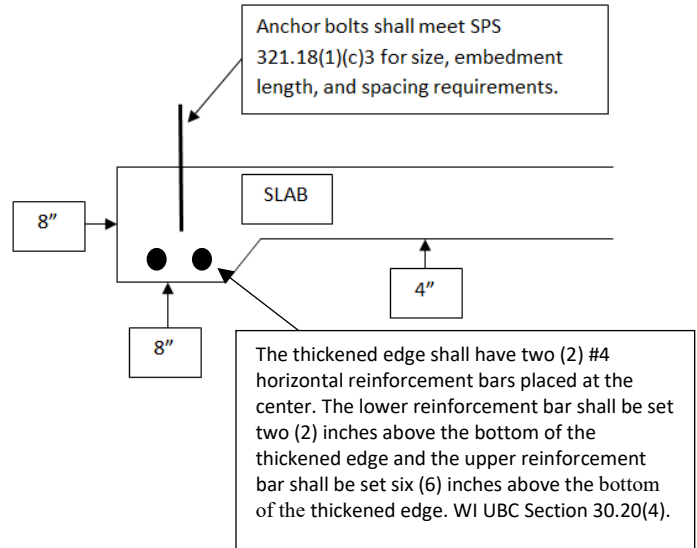 Anchor bolts shall meet SPS
321.18(1)(c)3 for size, embedment
length, and spacing requirements.
SLAB
8”
4”
8”
The thickened edge shall have two (2) #4
horizontal reinforcement bars placed at the
center. The lower reinforcement bar shall be set
two (2) inches above the bottom of the
thickened edge and the upper reinforcement
bar shall be set six (6) inches above the bottom
of the thickened edge. WI UBC Section 30.20(4).